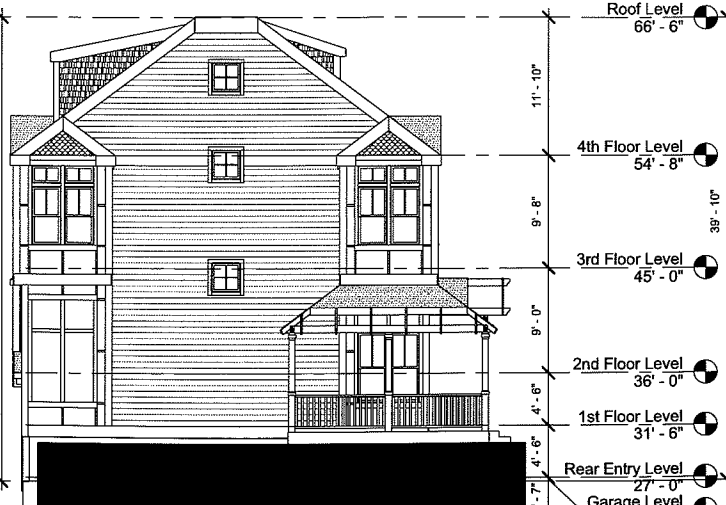 Roof Level
66' - 6"
11' - 10"
4th Floor Level
54' - 8"
9' - 8"
39' - 10"
3rd Floor Level
45' - 0"
9' - 0"
2nd Floor Level
36' - 0"
4' - 6"
1st Floor Level
31' - 6"
4' - 6"
Rear Entry Level
27' - 0"
- 7"
Garage Level